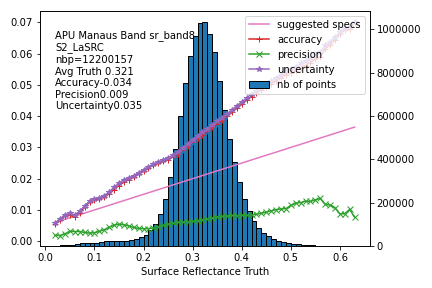 APU Manaus Band sr_band8
S2_LaSRC
nbp=12200157
Avg Truth 0.321
Accuracy-0.034
Precision0.009
Uncertainty0.035
suggested specs
accuracy
precision
uncertainty
nb of points
0.07
0.06
0.05
0.04
0.03
0.02
0.01
0.00
1000000
800000
600000
400000
200000
0
0.0 0.1 0.2 0.3 0.4 0.5 0.6
Surface Reflectance Truth